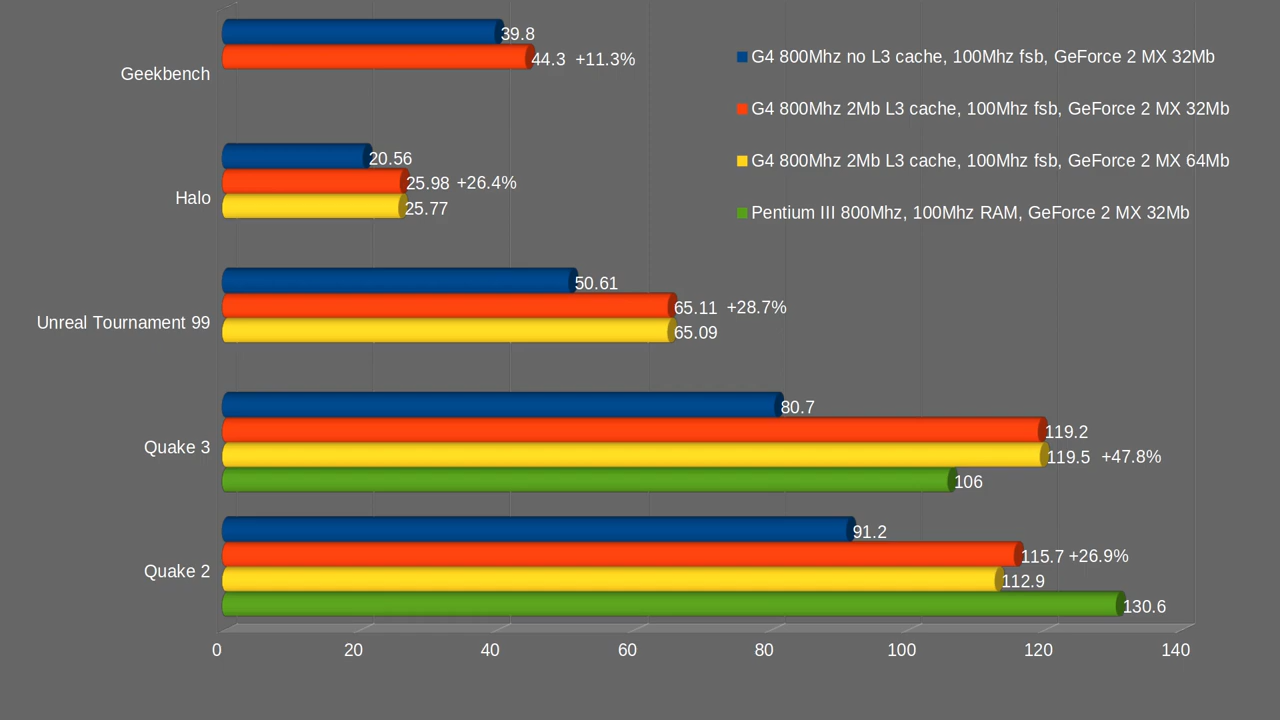 39.8
44.3 +11.3%
Geekbench
G4 800Mhz no L3 cache, 100Mhz fsb, GeForce 2 MX 32Mb
G4 800Mhz 2Mb L3 cache, 100Mhz fsb, GeForce 2 MX 32Mb
G4 800Mhz 2Mb L3 cache, 100Mhz fsb, GeForce 2 MX 64Mb
Pentium III 800Mhz, 100Mhz RAM, GeForce 2 MX 32Mb
20.56
25.98 +26.4%
Halo
25.77
50.61
65.11 +28.7%
Unreal Tournament 99
65.09
80.7
119.2
Quake 3
119.5 +47.8%
106
91.2
115.7 +26.9%
Quake 2
112.9
130.6
0 20 40 60 80 100 120 140